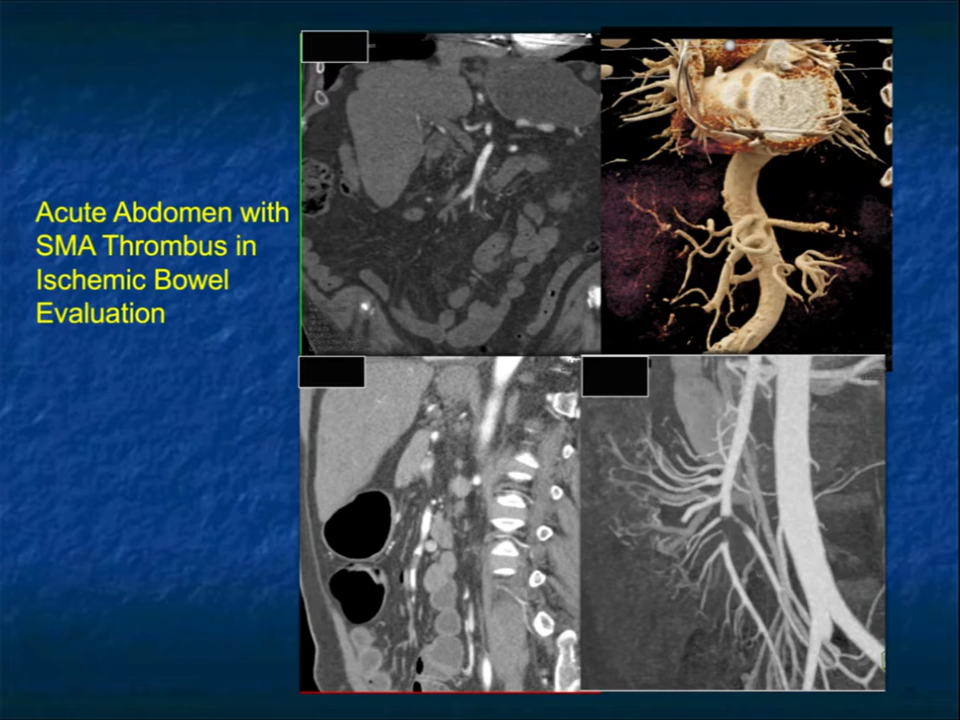 Acute Abdomen with
SMA Thrombus in
Ischemic Bowel
Evaluation